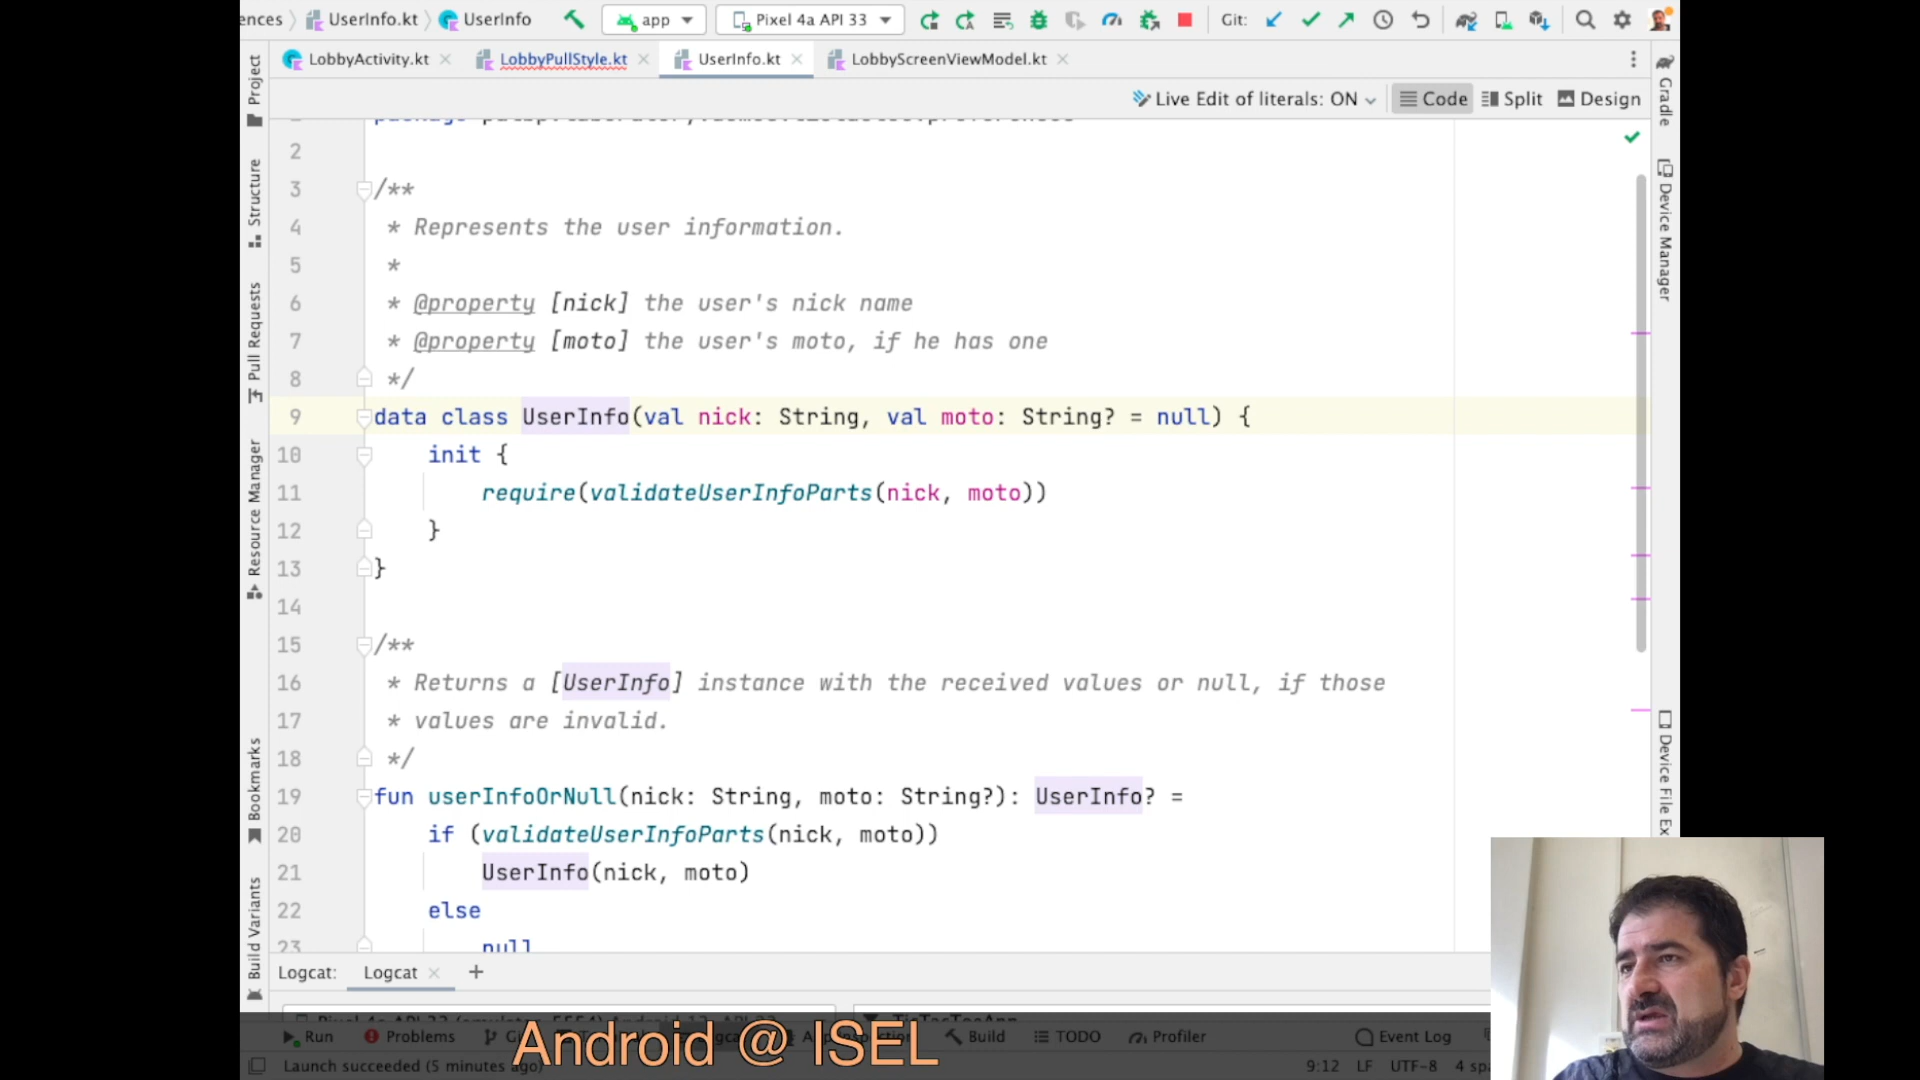 ences UserInfo.kt UserInfo app Pixel 4a API 33 Git:
LobbyActivity.kt LobbyPullStyle.kt UserInfo.kt LobbyScreenViewModel.kt
Live Edit of literals: ON Code Split Design
2
3 /**
4 * Represents the user information.
5 *
6 * @property [nick] the user's nick name
7 * @property [moto] the user's moto, if he has one
8 */
9 data class UserInfo(val nick: String, val moto: String? = null) {
10 init {
11 require(validateUserInfoParts(nick, moto))
12 }
13 }
14
15 /**
16 * Returns a [UserInfo] instance with the received values or null, if those
17 * values are invalid.
18 */
19 fun userInfoOrNull(nick: String, moto: String?): UserInfo? =
20 if (validateUserInfoParts(nick, moto))
21 UserInfo(nick, moto)
22 else
23 null
Logcat: Logcat +
Run Problems Build TODO Profiler Event Log
Android @ ISEL
Launch succeeded (5 minutes ago) 9:12 LF UTF-8 4 spa
Project
Structure
Pull Requests
Resource Manager
Bookmarks
Build Variants
Gradle
Device Manager
Device File Ex